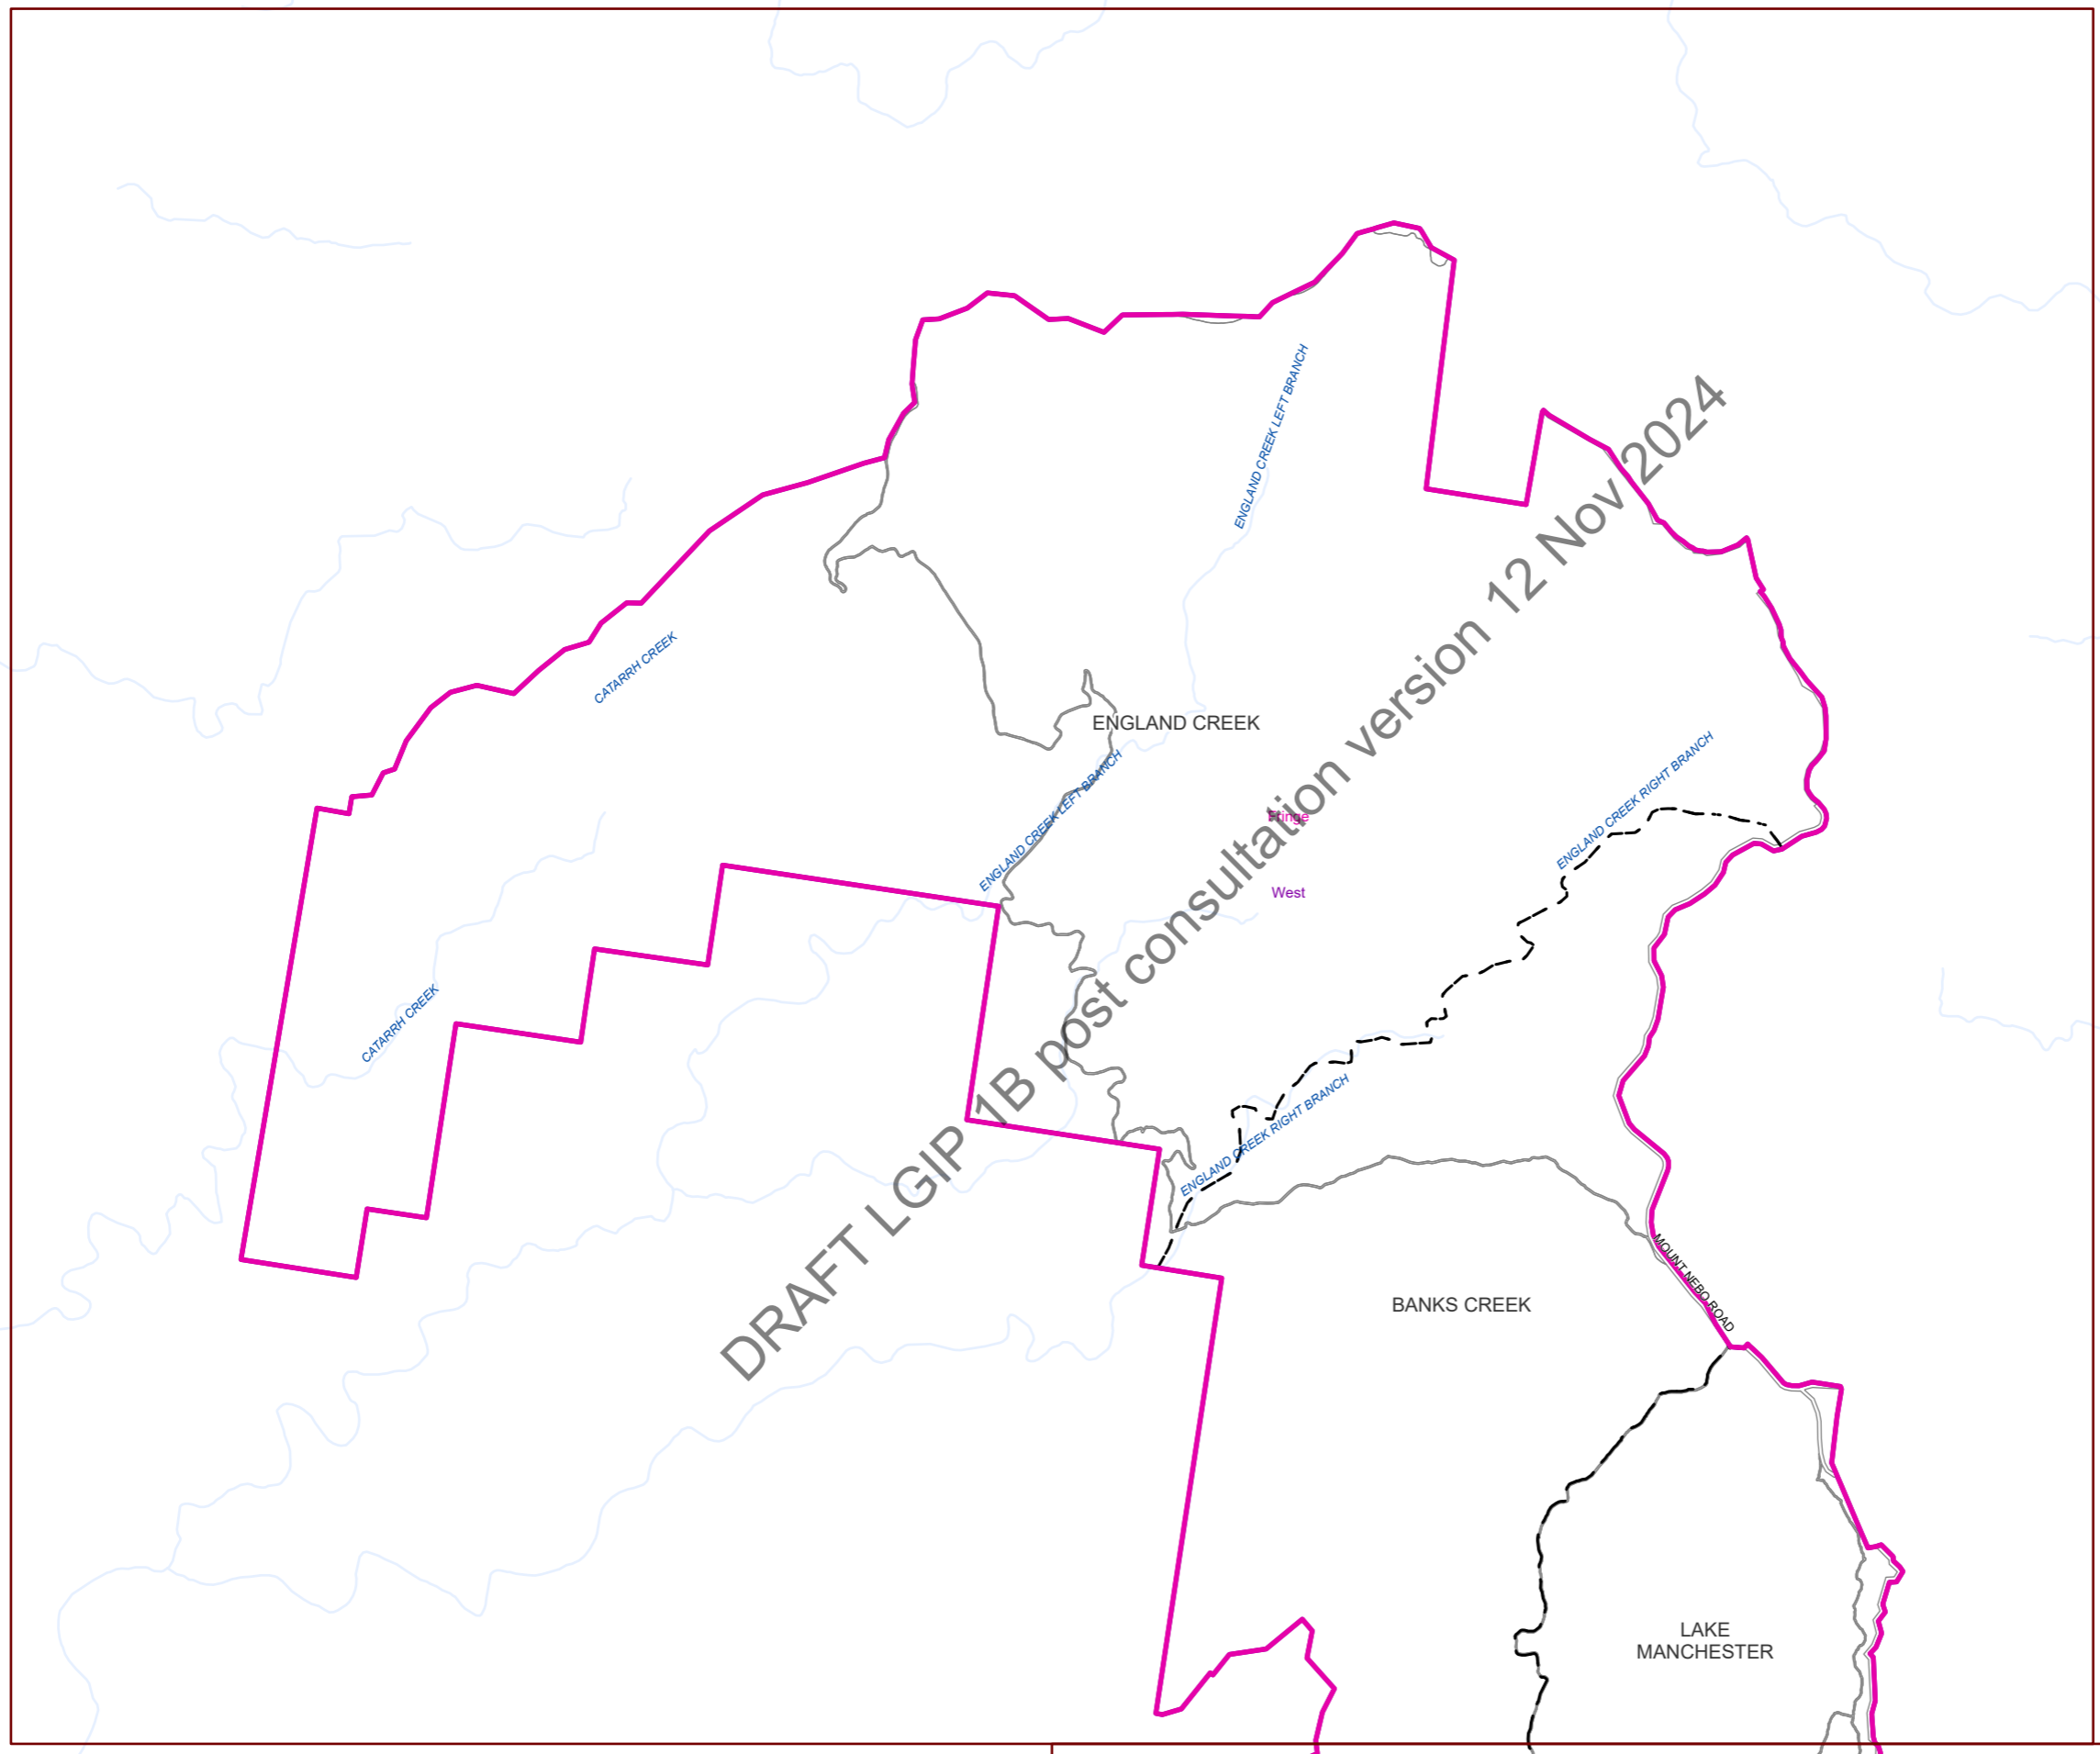 ENGLAND CREEK LEFT BRANCH
CATARRH CREEK
ENGLAND CREEK
ENGLAND CREEK LEFT BRANCH
ENGLAND CREEK RIGHT BRANCH
Fringe
West
CATARRH CREEK
DRAFT LGIP 1B post consultation version 12 Nov 2024
ENGLAND CREEK RIGHT BRANCH
MOUNT NEBO ROAD
BANKS CREEK
LAKE
MANCHESTER